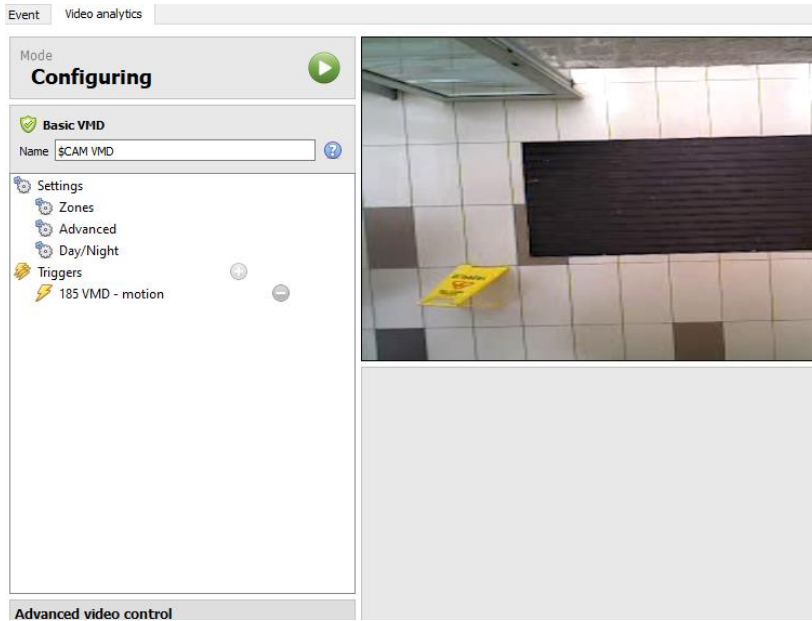 Event Video analytics
Mode
Configuring
Basic VMD
Name $CAM VMD
Settings
Zones
Advanced
Day/Night
Triggers
185 VMD - motion
Advanced video control